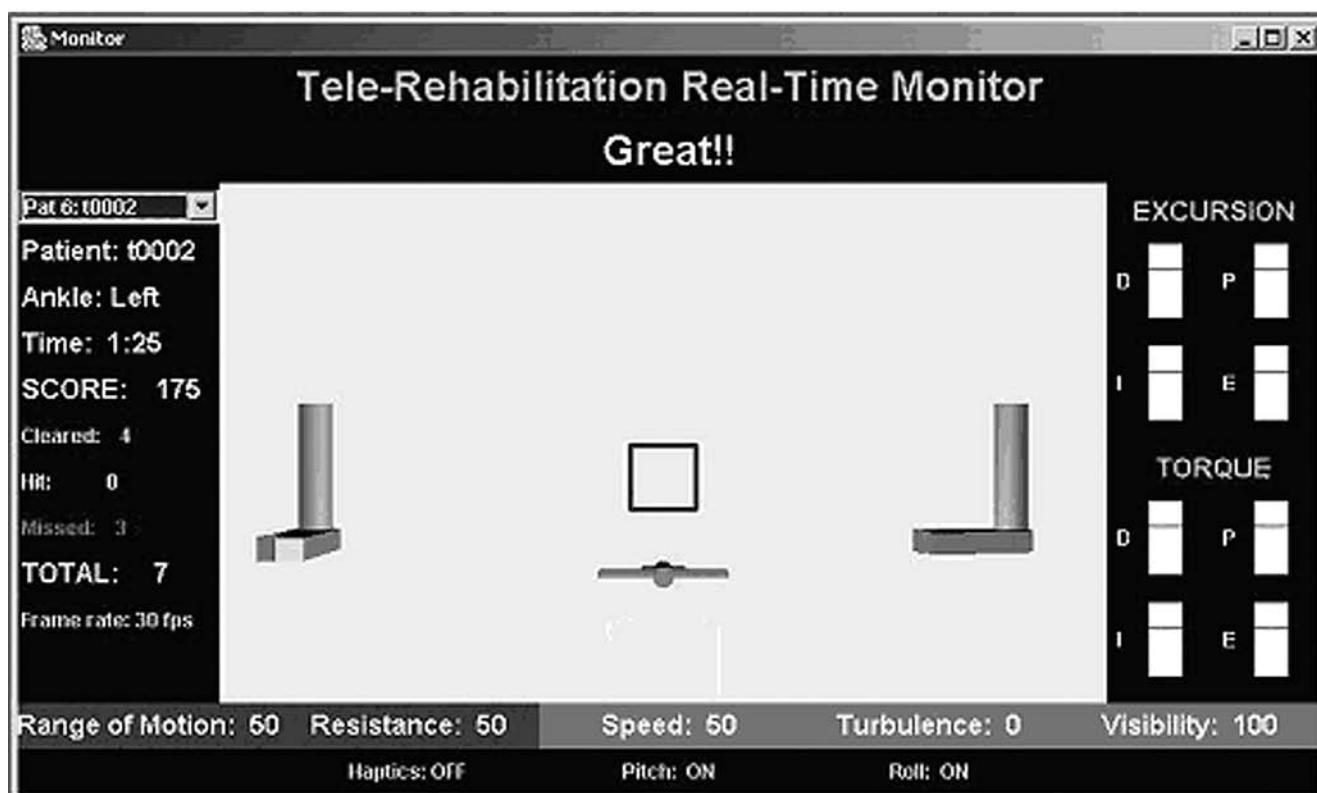 Monitor
Tele-Rehabilitation Real-Time Monitor
Great!!
Pat 6: t0002
Patient: t0002
Ankle: Left
Time: 1:25
SCORE: 175
Cleared: 4
Hit: 0
Missed: 3
TOTAL: 7
Frame rate: 30 fps
EXCURSION
D P
I E
TORQUE
D P
I E
Range of Motion: 50 Resistance: 50 Speed: 50 Turbulence: 0 Visibility: 100
Haptics: OFF Pitch: ON Roll: ON